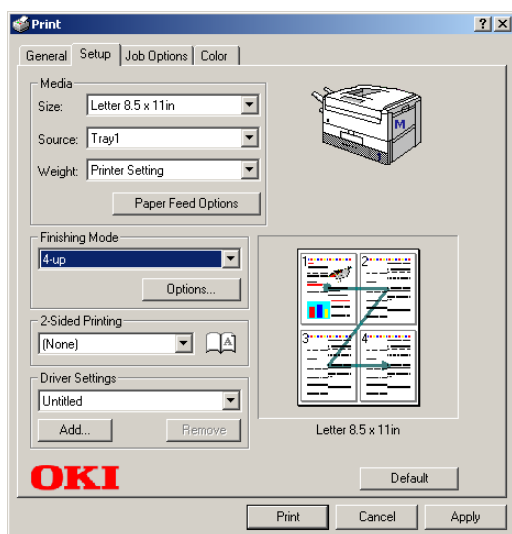 Print
General Setup Job Options Color
Media
Size: Letter 8.5 x 11in
Source: Tray1
M
Weight: Printer Setting
Paper Feed Options
Finishing Mode
4-up
Options...
1 2
2-Sided Printing
(None)
A
3 4
Driver Settings
Untitled
Add... Remove
Letter 8.5 x 11in
OKI
Default
Print Cancel Apply